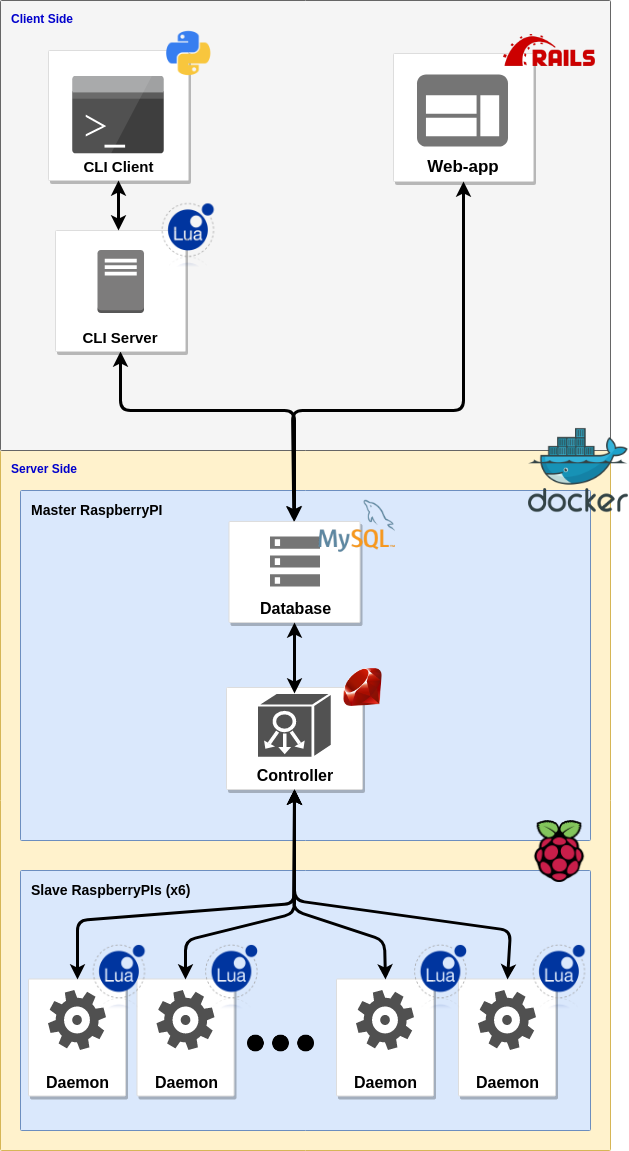 Client Side
RAILS
>_
CLI Client
Web-app
Lua
CLI Server
docker
Server Side
Master RaspberryPI
MySQL
Database
Controller
Slave RaspberryPIs (x6)
Lua
Lua
Lua
Lua
Daemon
Daemon
Daemon
Daemon